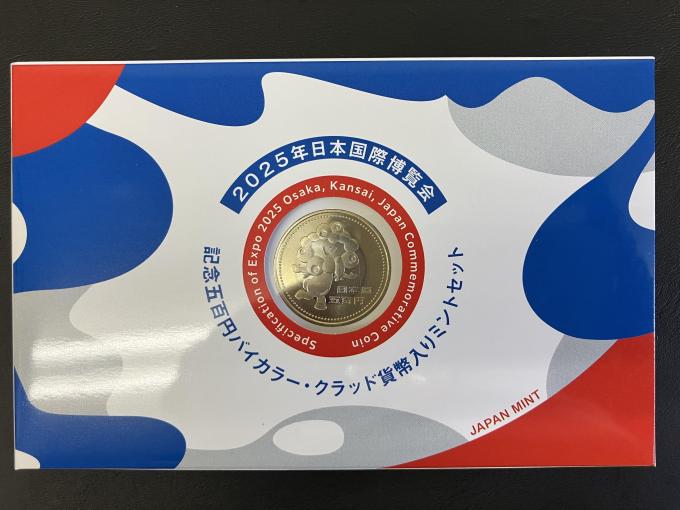 2025年日本国際博覧会
Specification of Expo 2025 Osaka, Kansai, Japan Commemorative Coin
日本国
五百円
記念五百円バイカラー・クラッド貨幣入りミントセット
JAPAN MINT